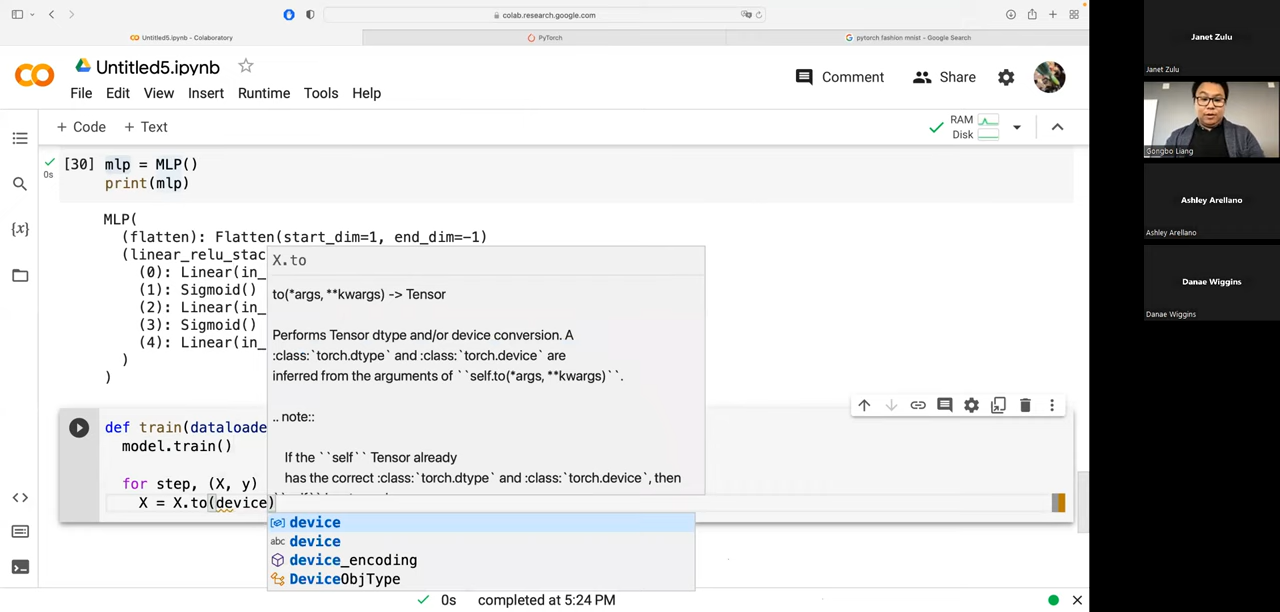 colab.research.google.com
Untitled5.ipynb - Colaboratory
PyTorch
pytorch fashion mnist - Google Search
Untitled5.ipynb
Comment
Share
File Edit View Insert Runtime Tools Help
+ Code + Text
RAM
Disk
[30] mlp = MLP()
0s
print(mlp)
MLP(
(flatten): Flatten(start_dim=1, end_dim=-1)
(linear_relu_stac
(0): Linear(in_
(1): Sigmoid()
(2): Linear(in_
(3): Sigmoid()
(4): Linear(in_
)
)
X.to
to(*args, **kwargs) -> Tensor
Performs Tensor dtype and/or device conversion. A
:class:`torch.dtype` and :class:`torch.device` are
inferred from the arguments of ``self.to(*args, **kwargs)``.
.. note::
If the ``self`` Tensor already
has the correct :class:`torch.dtype` and :class:`torch.device`, then
def train(dataloade
model.train()
for step, (X, y)
X = X.to(device)
device
abc device
device_encoding
DeviceObjType
0s completed at 5:24 PM
Janet Zulu
Janet Zulu
Gongbo Liang
Ashley Arellano
Ashley Arellano
Danae Wiggins
Danae Wiggins